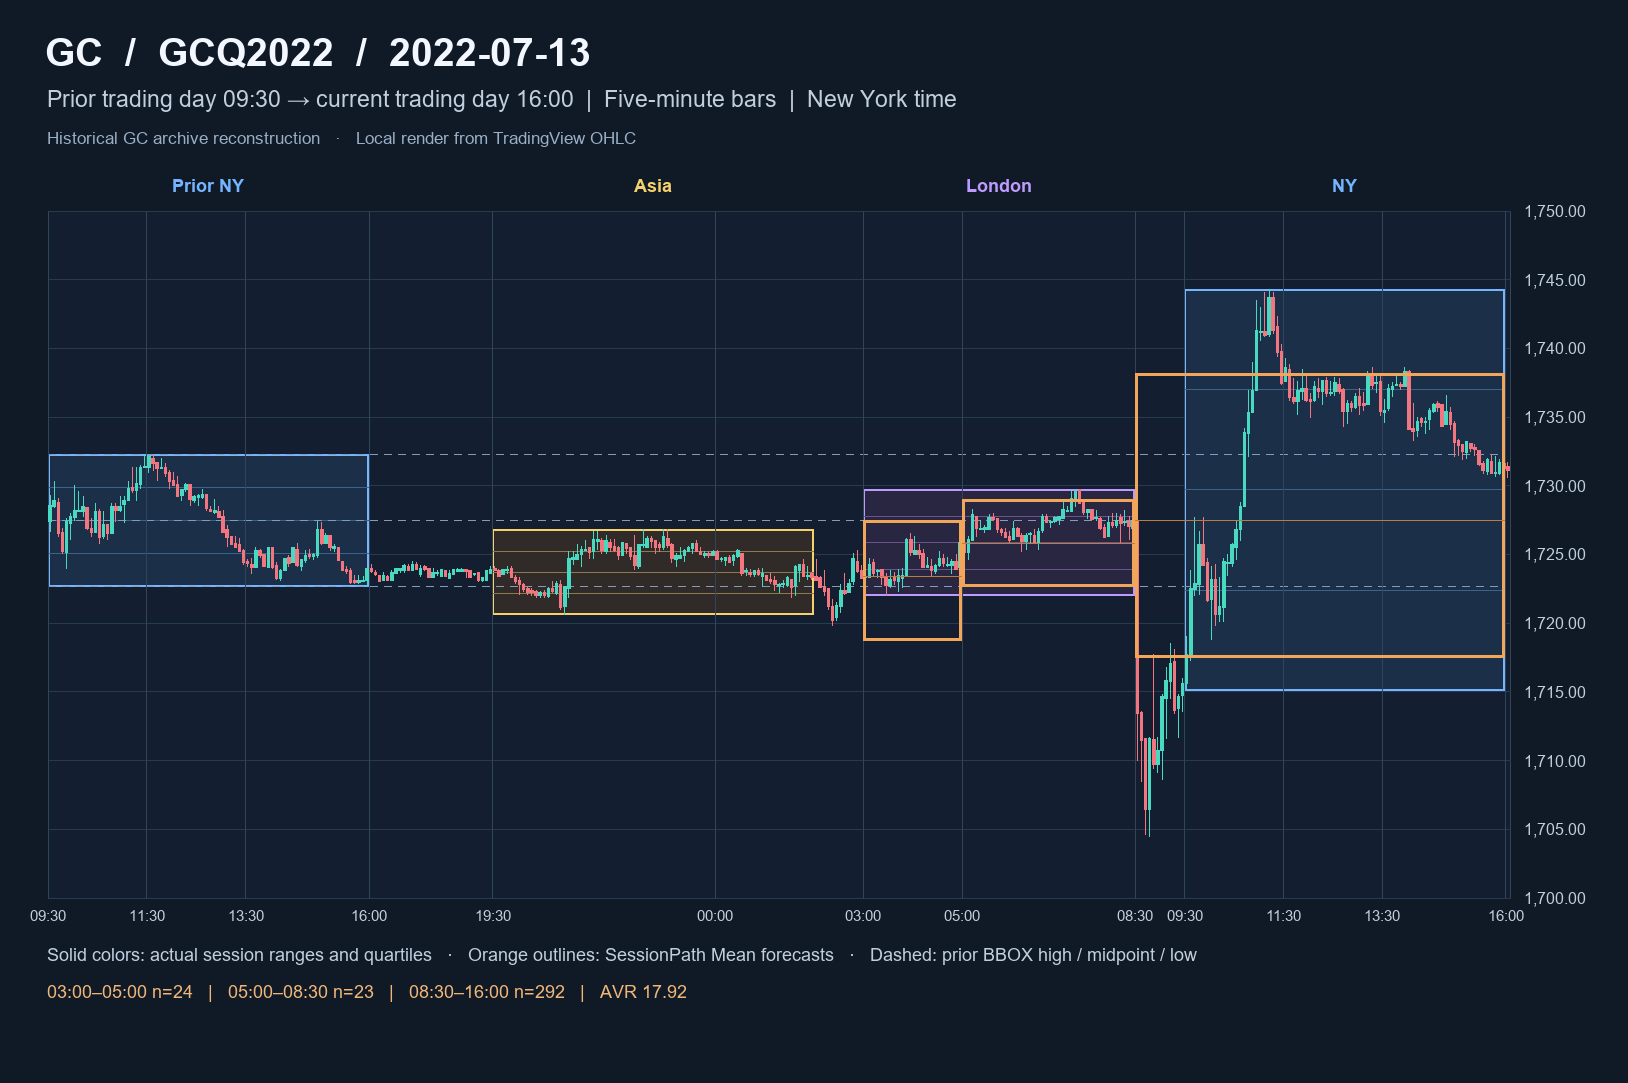 GC / GCQ2022 / 2022-07-13
Prior trading day 09:30 → current trading day 16:00 | Five-minute bars | New York time
Historical GC archive reconstruction · Local render from TradingView OHLC
Prior NY Asia London NY
1,750.00
1,745.00
1,740.00
1,735.00
1,730.00
1,725.00
1,720.00
1,715.00
1,710.00
1,705.00
1,700.00
09:30 11:30 13:30 16:00 19:30 00:00 03:00 05:00 08:30 09:30 11:30 13:30 16:00
Solid colors: actual session ranges and quartiles · Orange outlines: SessionPath Mean forecasts · Dashed: prior BBOX high / midpoint / low
03:00–05:00 n=24 | 05:00–08:30 n=23 | 08:30–16:00 n=292 | AVR 17.92